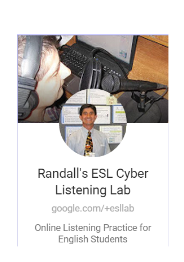 Randall's ESL Cyber
Listening Lab
google.com/+esllab
Online Listening Practice for
English Students